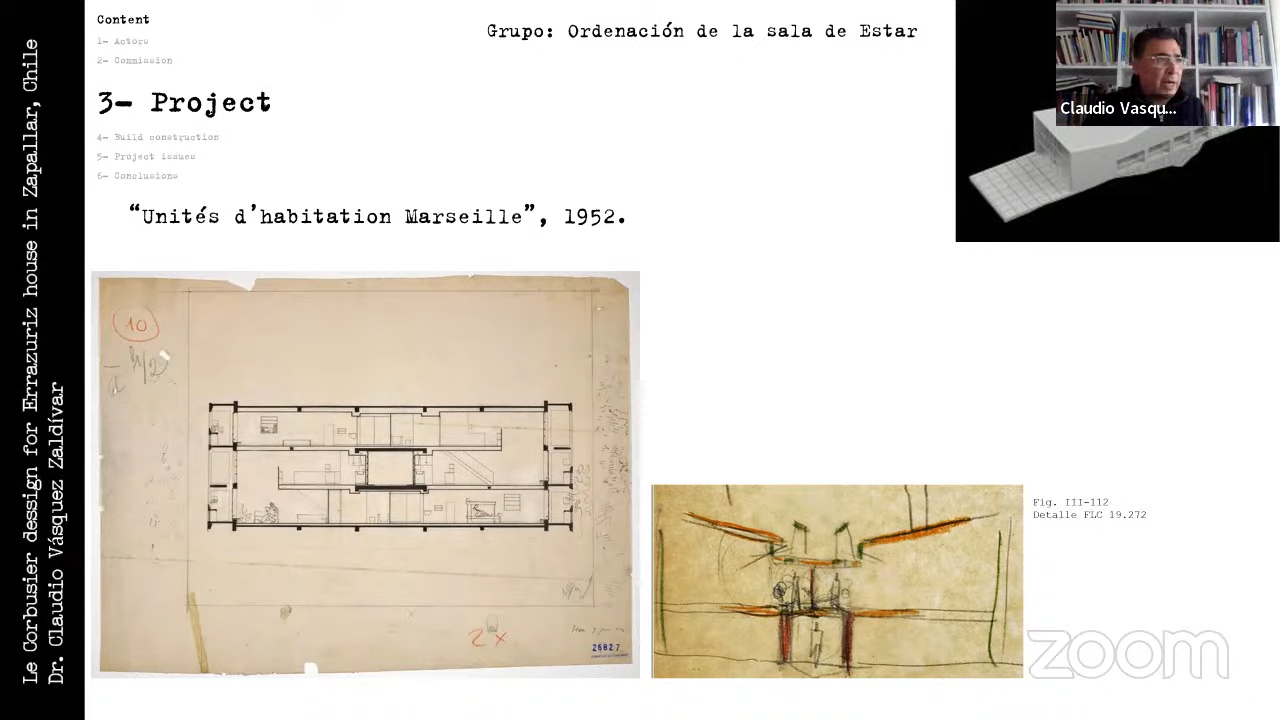 Content
1- Actors
2- Commission
3- Project
4- Build construction
5- Project issues
6- Conclusions
Grupo: Ordenación de la sala de Estar
Claudio Vasqu...
"Unités d'habitation Marseille", 1952.
10
2x
26827
Fig. III-112
Detalle FLC 19.272
zoom
Le Corbusier dessign for Errazuriz house in Zapallar, Chile
Dr. Claudio Vásquez Zaldívar